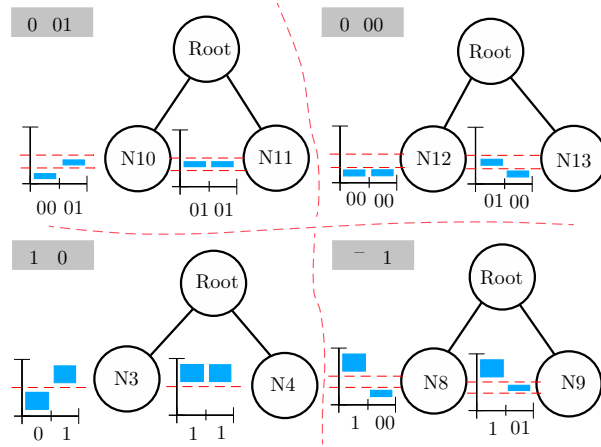 0 01
Root
N10
N11
00 01
01 01
0 00
Root
N12
N13
00 00
01 00
1 0
Root
N3
N4
0 1
1 1
– 1
Root
N8
N9
1 00
1 01